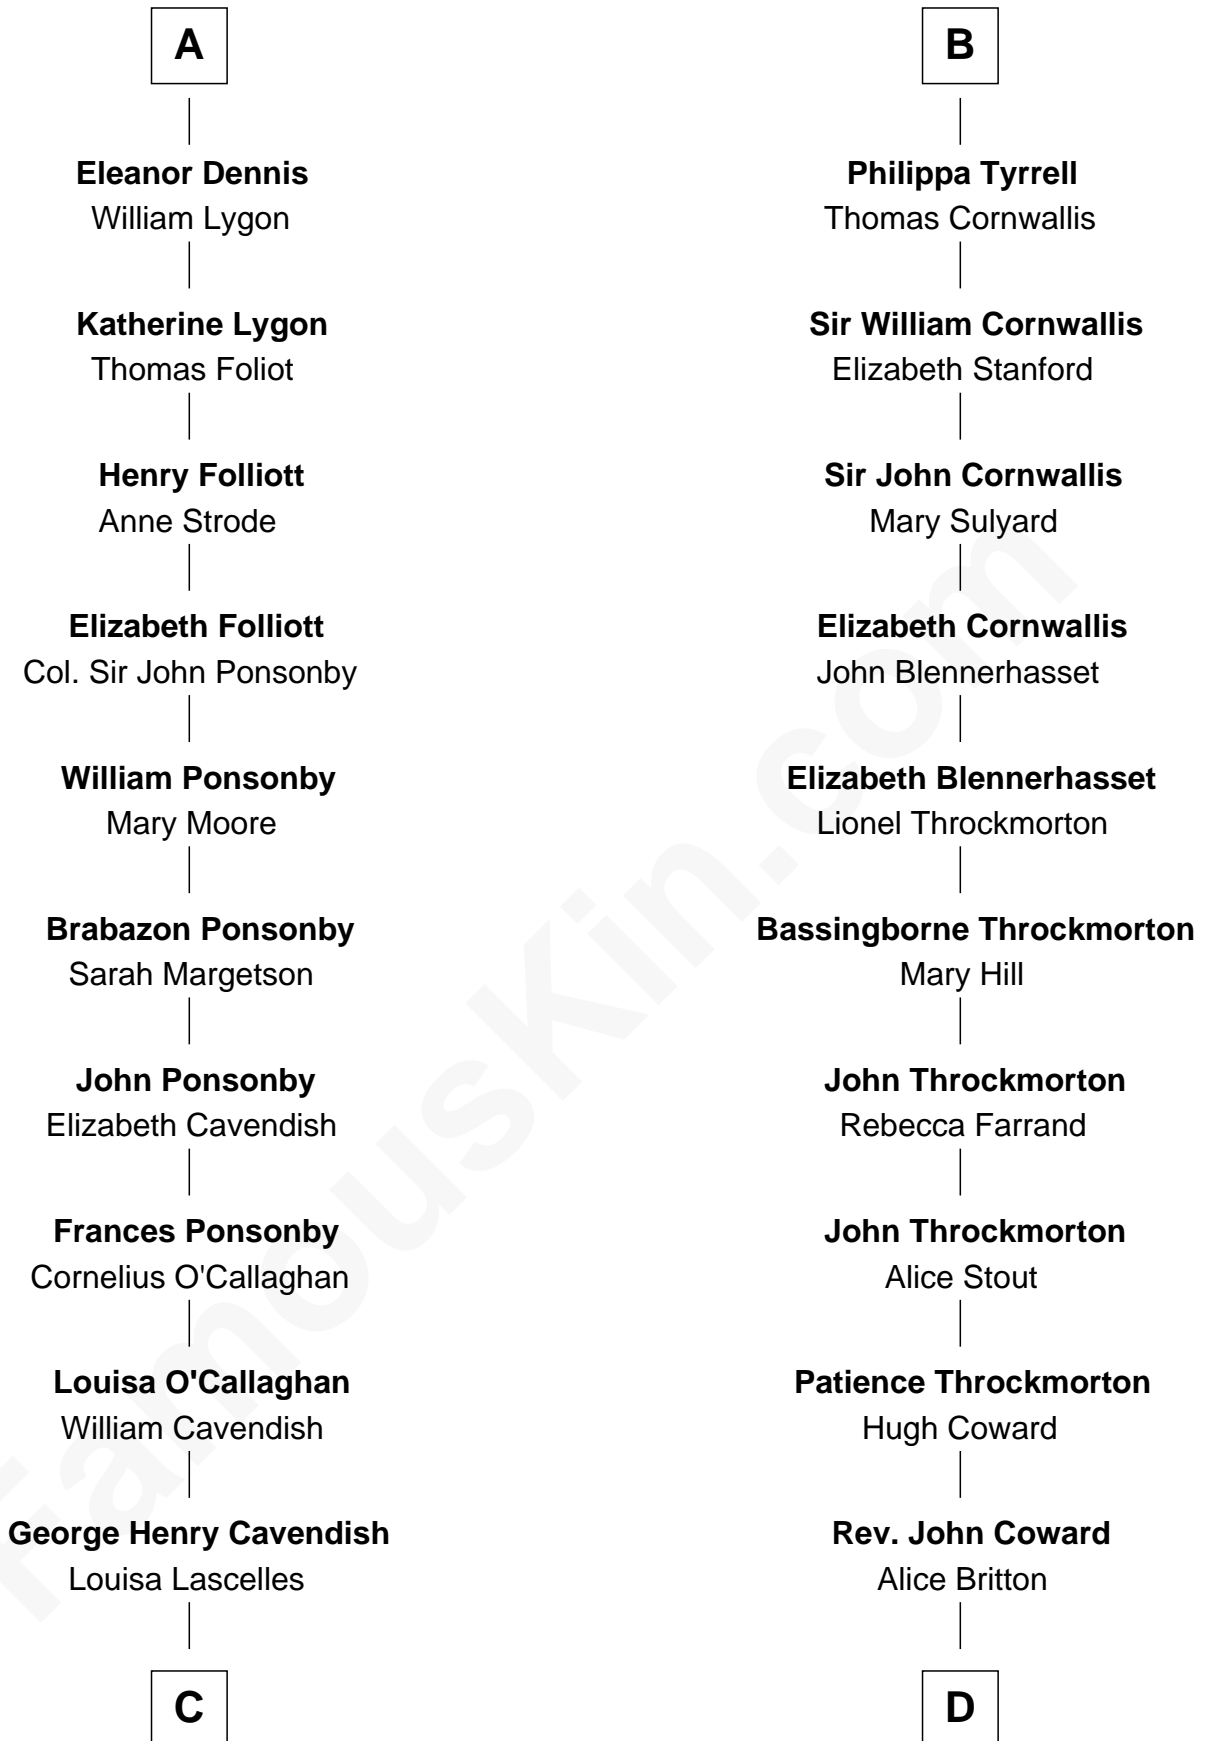 A
Eleanor Dennis
William Lygon
Katherine Lygon
Thomas Foliot
Henry Folliott
Anne Strode
Elizabeth Folliott
Col. Sir John Ponsonby
William Ponsonby
Mary Moore
Brabazon Ponsonby
Sarah Margetson
John Ponsonby
Elizabeth Cavendish
Frances Ponsonby
Cornelius O'Callaghan
Louisa O'Callaghan
William Cavendish
George Henry Cavendish
Louisa Lascelles
C
B
Philippa Tyrrell
Thomas Cornwallis
Sir William Cornwallis
Elizabeth Stanford
Sir John Cornwallis
Mary Sulyard
Elizabeth Cornwallis
John Blennerhasset
Elizabeth Blennerhasset
Lionel Throckmorton
Bassingborne Throckmorton
Mary Hill
John Throckmorton
Rebecca Farrand
John Throckmorton
Alice Stout
Patience Throckmorton
Hugh Coward
Rev. John Coward
Alice Britton
D
FamousKin.com